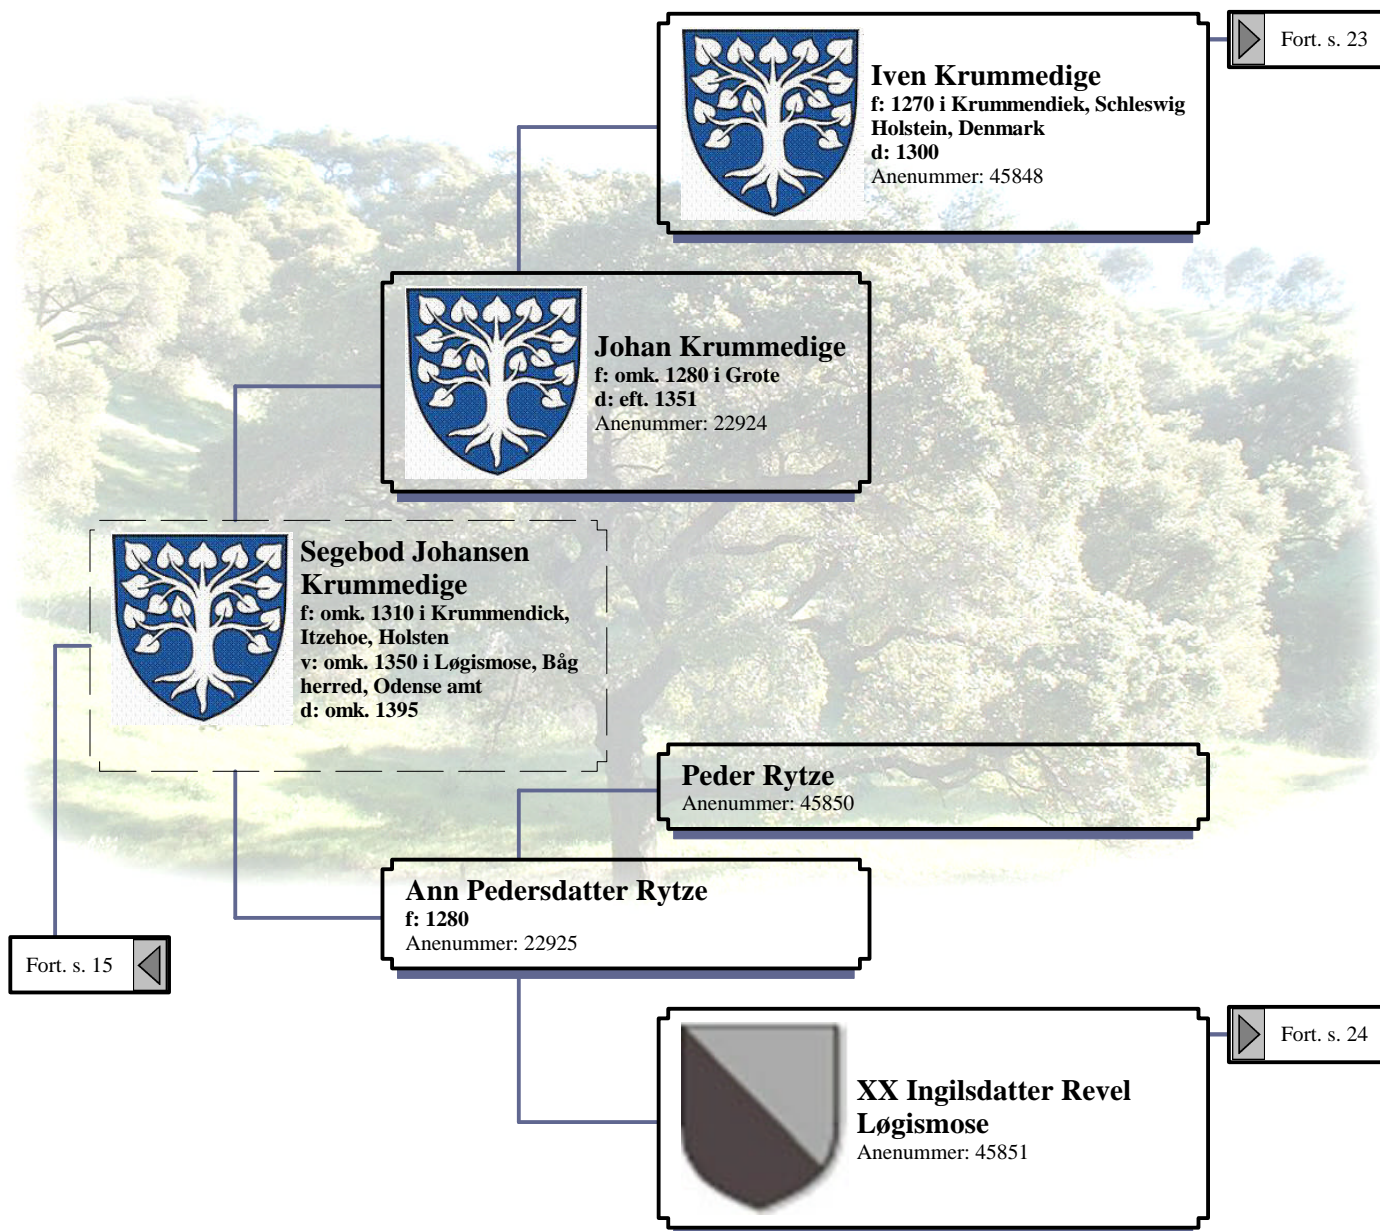 Iven Krummedige
f: 1270 i Krummendiek, Schleswig
Holstein, Denmark
d: 1300
Anenummer: 45848
Fort. s. 23
Johan Krummedige
f: omk. 1280 i Grote
d: eft. 1351
Anenummer: 22924
Segebod Johansen
Krummedige
f: omk. 1310 i Krummendick,
Itzehoe, Holsten
v: omk. 1350 i Løgismose, Båg
herred, Odense amt
d: omk. 1395
Peder Rytze
Anenummer: 45850
Ann Pedersdatter Rytze
f: 1280
Anenummer: 22925
Fort. s. 15
XX Ingilsdatter Revel
Løgismose
Anenummer: 45851
Fort. s. 24